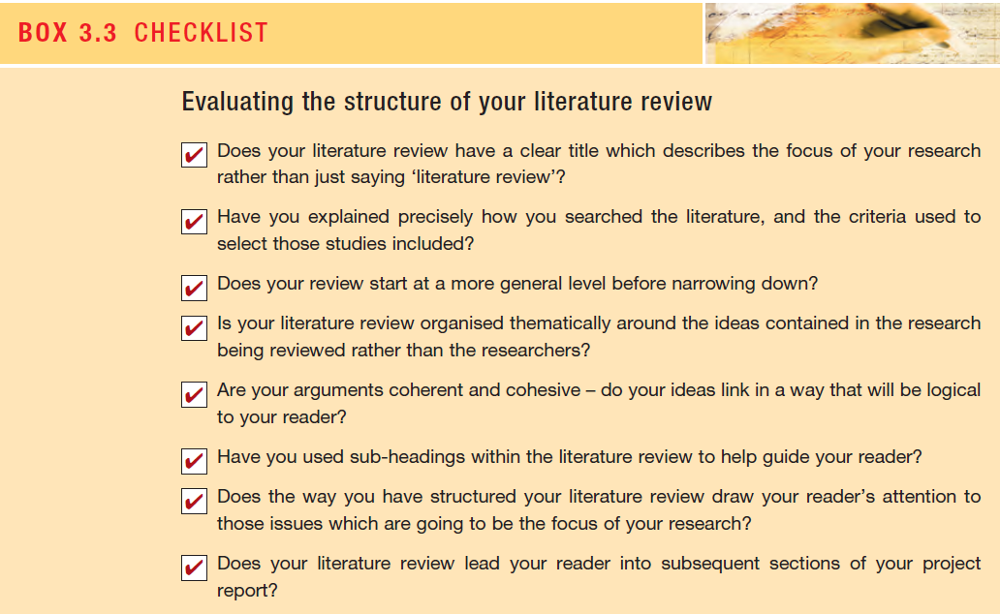 BOX 3.3 CHECKLIST
Evaluating the structure of your literature review
Does your literature review have a clear title which describes the focus of your research
rather than just saying ‘literature review’?
Have you explained precisely how you searched the literature, and the criteria used to
select those studies included?
Does your review start at a more general level before narrowing down?
Is your literature review organised thematically around the ideas contained in the research
being reviewed rather than the researchers?
Are your arguments coherent and cohesive – do your ideas link in a way that will be logical
to your reader?
Have you used sub-headings within the literature review to help guide your reader?
Does the way you have structured your literature review draw your reader’s attention to
those issues which are going to be the focus of your research?
Does your literature review lead your reader into subsequent sections of your project
report?